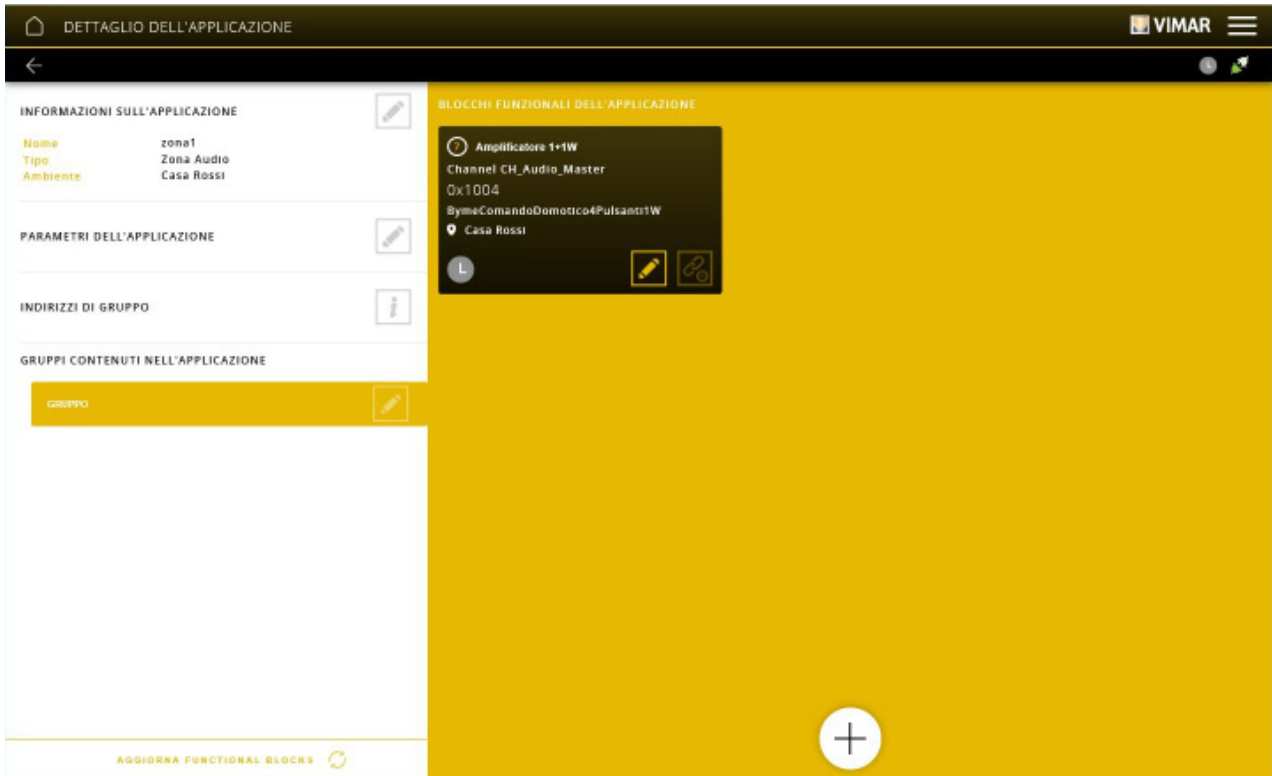 DETTAGLIO DELL'APPLICAZIONE
VIMAR
L
INFORMAZIONI SULL'APPLICAZIONE
Nome zona1
Tipo Zona Audio
Ambiente Casa Rossi
PARAMETRI DELL'APPLICAZIONE
INDIRIZZI DI GRUPPO
i
GRUPPI CONTENUTI NELL'APPLICAZIONE
GRUPPO
AGGIORNA FUNCTIONAL BLOCKS
BLOCCHI FUNZIONALI DELL'APPLICAZIONE
? Amplificatore 1+1W
Channel CH_Audio_Master
0x1004
BymeComandoDomotico4Pulsanti1W
Casa Rossi
L